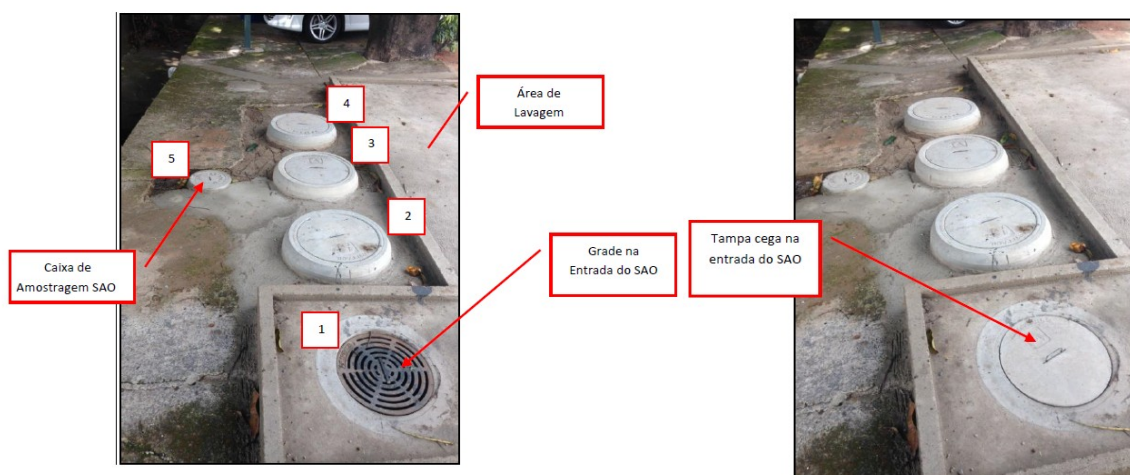 4
Área de
Lavagem
3
5
2
Caixa de
Amostragem SAO
Grade na
Entrada do SAO
Tampa cega na
entrada do SAO
1